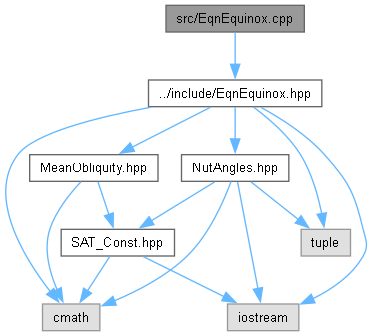 src/EqnEquinox.cpp
../include/EqnEquinox.hpp
MeanObliquity.hpp
NutAngles.hpp
SAT_Const.hpp
tuple
cmath
iostream